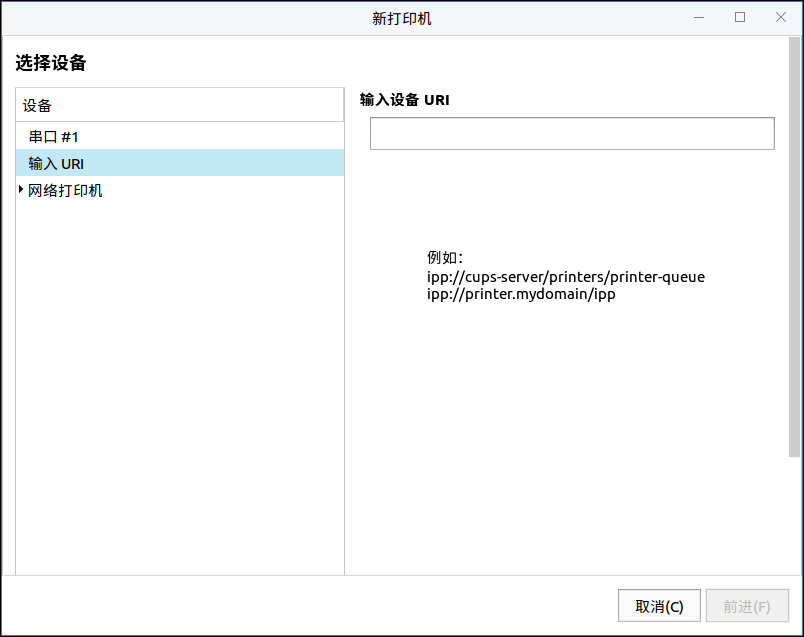 新打印机
选择设备
设备
串口 #1
输入 URI
网络打印机
输入设备 URI
例如：
ipp://cups-server/printers/printer-queue
ipp://printer.mydomain/ipp
取消(C)
前进(F)